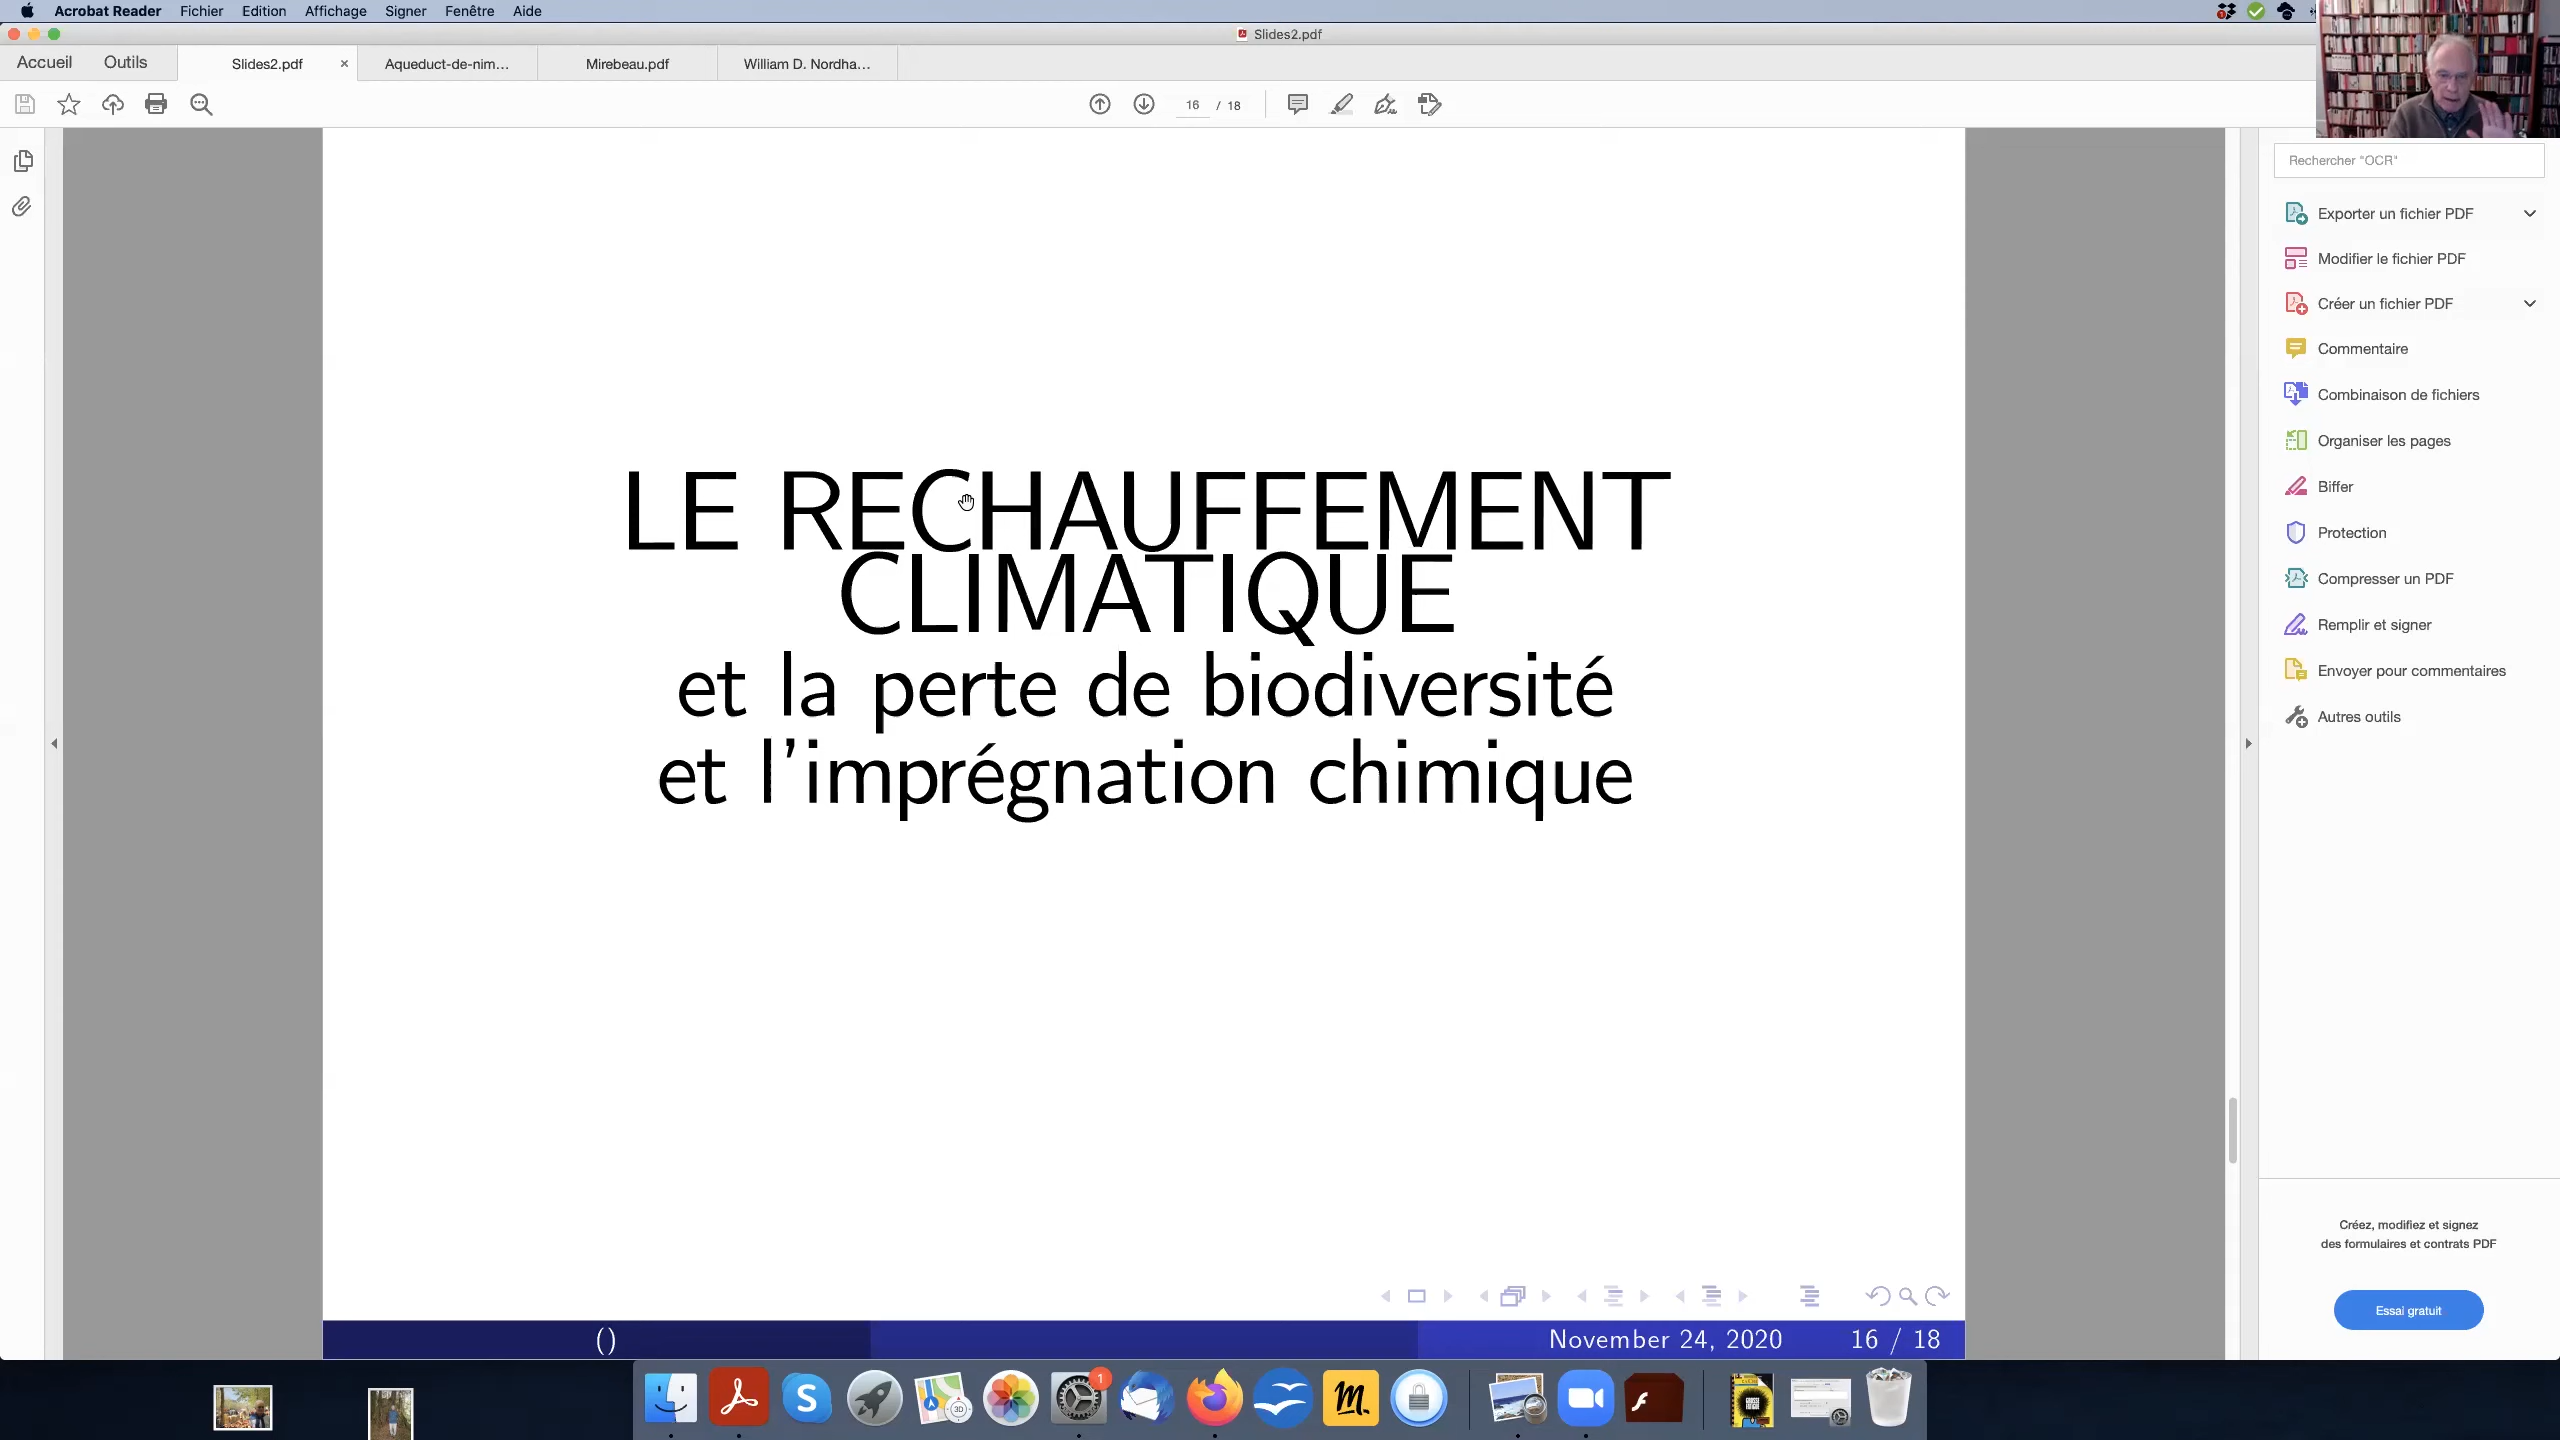 Acrobat Reader Fichier Edition Affichage Signer Fenêtre Aide
Slides2.pdf
Accueil Outils Slides2.pdf × Aqueduct-de-nim... Mirebeau.pdf William D. Nordha...
16 / 18
Rechercher "OCR"
Exporter un fichier PDF
Modifier le fichier PDF
Créer un fichier PDF
Commentaire
Combinaison de fichiers
Organiser les pages
Biffer
Protection
Compresser un PDF
Remplir et signer
Envoyer pour commentaires
Autres outils
LE RECHAUFFEMENT
CLIMATIQUE
et la perte de biodiversité
et l'imprégnation chimique
Créez, modifiez et signez
des formulaires et contrats PDF
Essai gratuit
() November 24, 2020 16 / 18
1
S
3D
m.